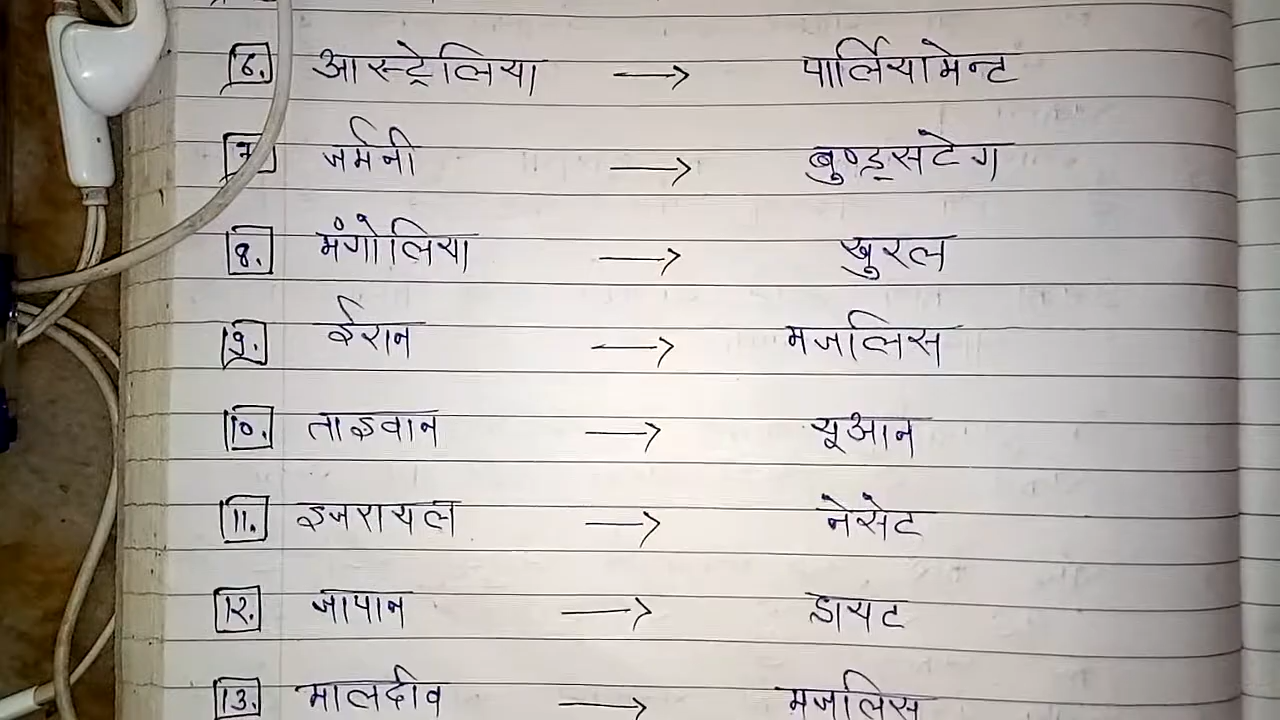 6. आस्ट्रेलिया → पार्लियामेन्ट
7. जर्मनी → बुण्ड्सटेग
8. मंगोलिया → खुरल
9. ईरान → मजलिस
10. ताइवान → यूआन
11. इजरायल → नेसेट
12. जापान → डायट
13. मालदीव → मजलिस